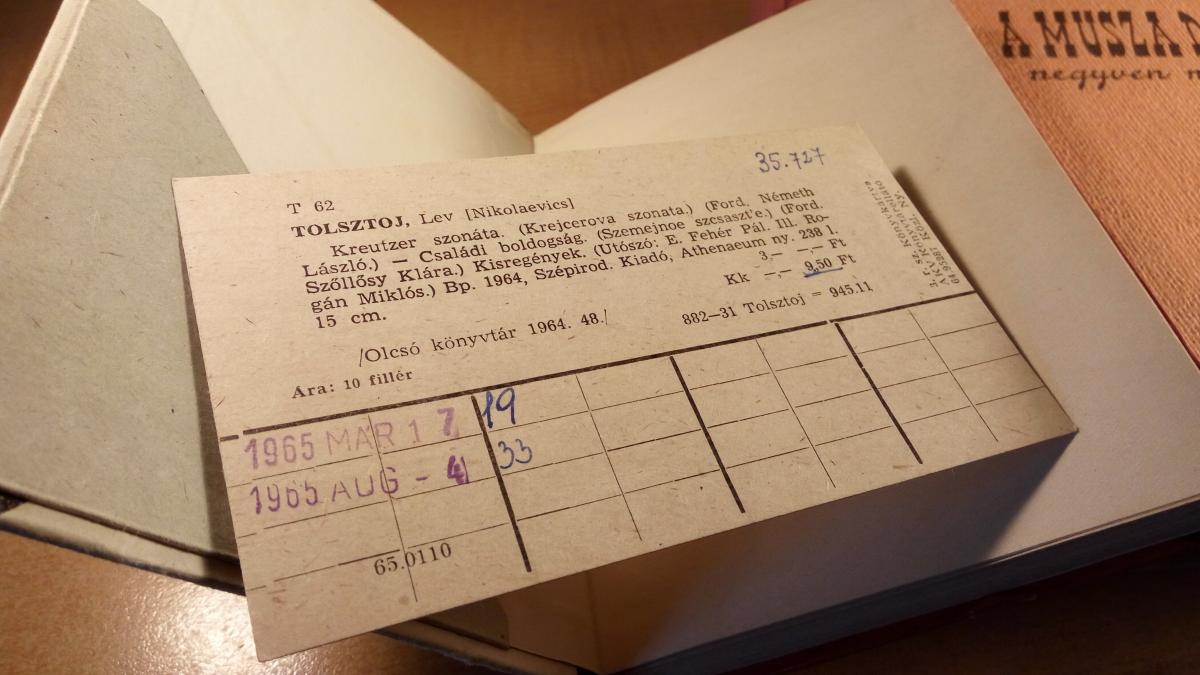 A MUSZA
negyven
35.727
T 62
TOLSZTOJ, Lev [Nikolaevics]
Kreutzer szonáta. (Krejcerova szonata.) (Ford. Németh
László.) — Családi boldogság. (Szemejnoe szcsaszt'e.) (Ford.
Szőllősy Klára.) Kisregények. (Utószó: E. Fehér Pál. Ill. Ro-
gán Miklós.) Bp. 1964, Szépirod. Kiadó, Athenaeum ny. 238 l.
15 cm.
3,— —,— Ft
Kk —,— 9,50 Ft
/Olcsó könyvtár 1964. 48./
882—31 Tolsztoj = 945.11
Ára: 10 fillér
1965 MAR 17 19
1965 AUG - 4 33
65.0110